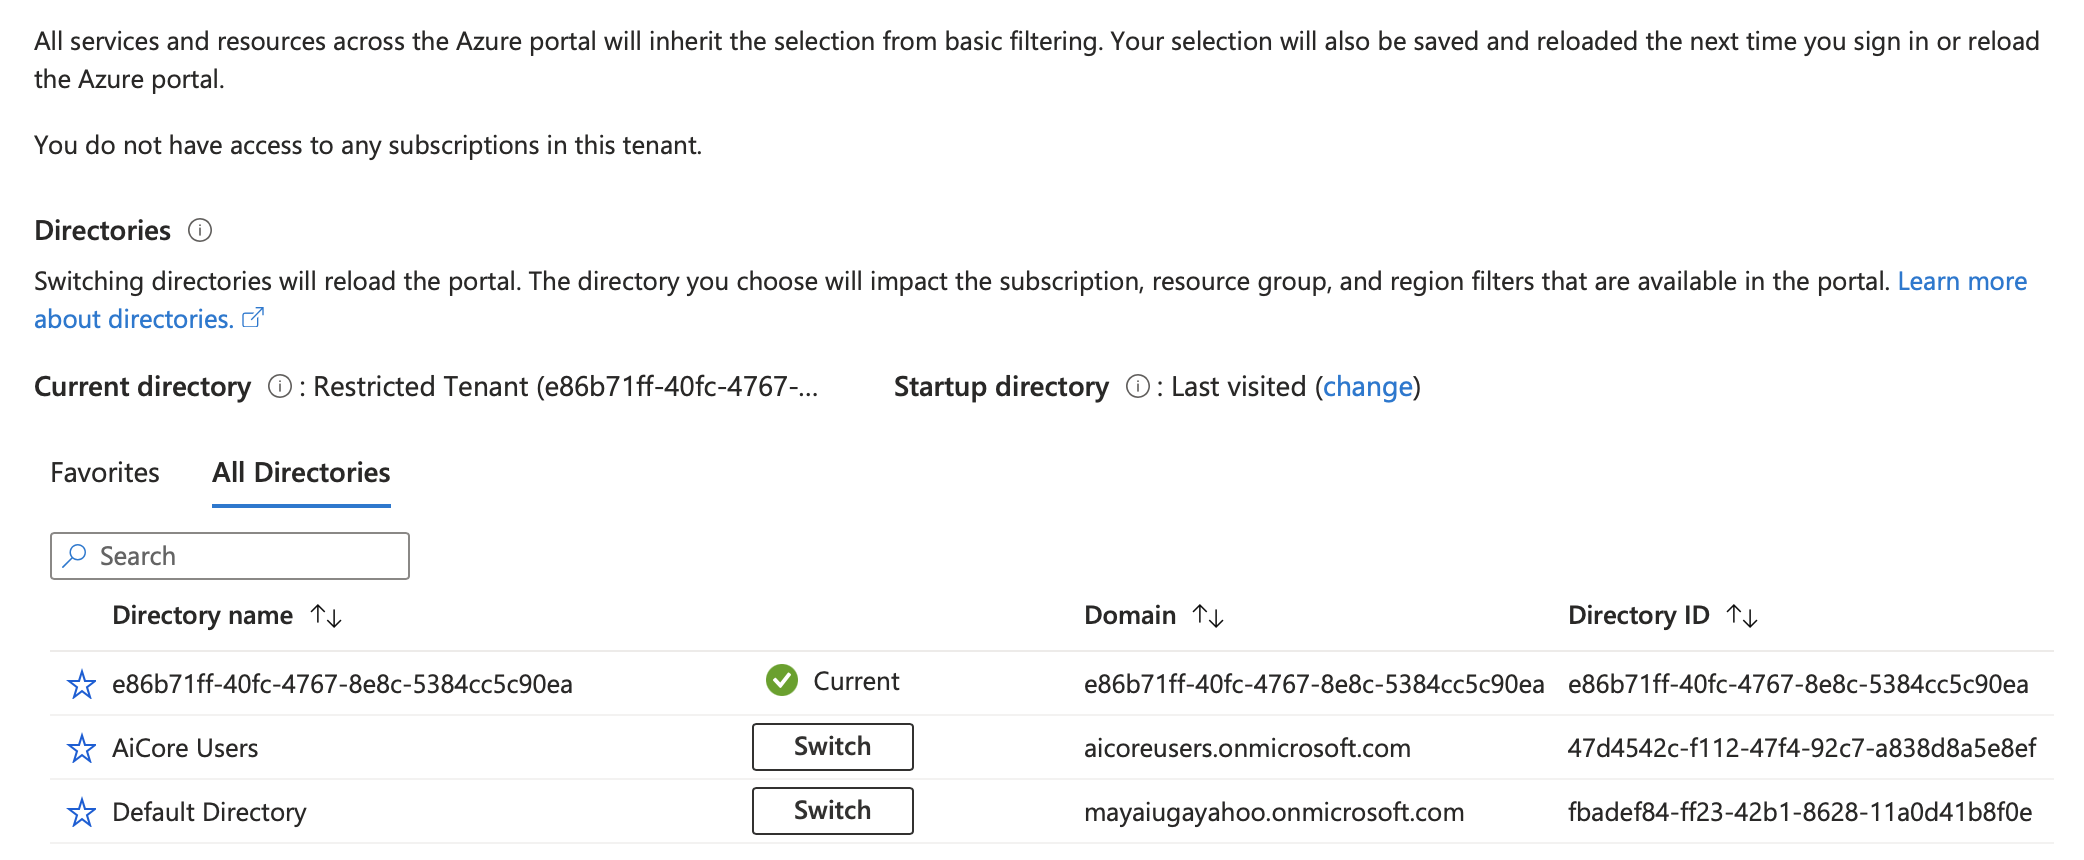 All services and resources across the Azure portal will inherit the selection from basic filtering. Your selection will also be saved and reloaded the next time you sign in or reload
the Azure portal.
You do not have access to any subscriptions in this tenant.
Directories
Switching directories will reload the portal. The directory you choose will impact the subscription, resource group, and region filters that are available in the portal. Learn more
about directories.
Current directory : Restricted Tenant (e86b71ff-40fc-4767-... Startup directory : Last visited (change)
Favorites All Directories
Search
Directory name Domain Directory ID
e86b71ff-40fc-4767-8e8c-5384cc5c90ea Current e86b71ff-40fc-4767-8e8c-5384cc5c90ea e86b71ff-40fc-4767-8e8c-5384cc5c90ea
AiCore Users Switch aicoreusers.onmicrosoft.com 47d4542c-f112-47f4-92c7-a838d8a5e8ef
Default Directory Switch mayaiugayahoo.onmicrosoft.com fbadef84-ff23-42b1-8628-11a0d41b8f0e